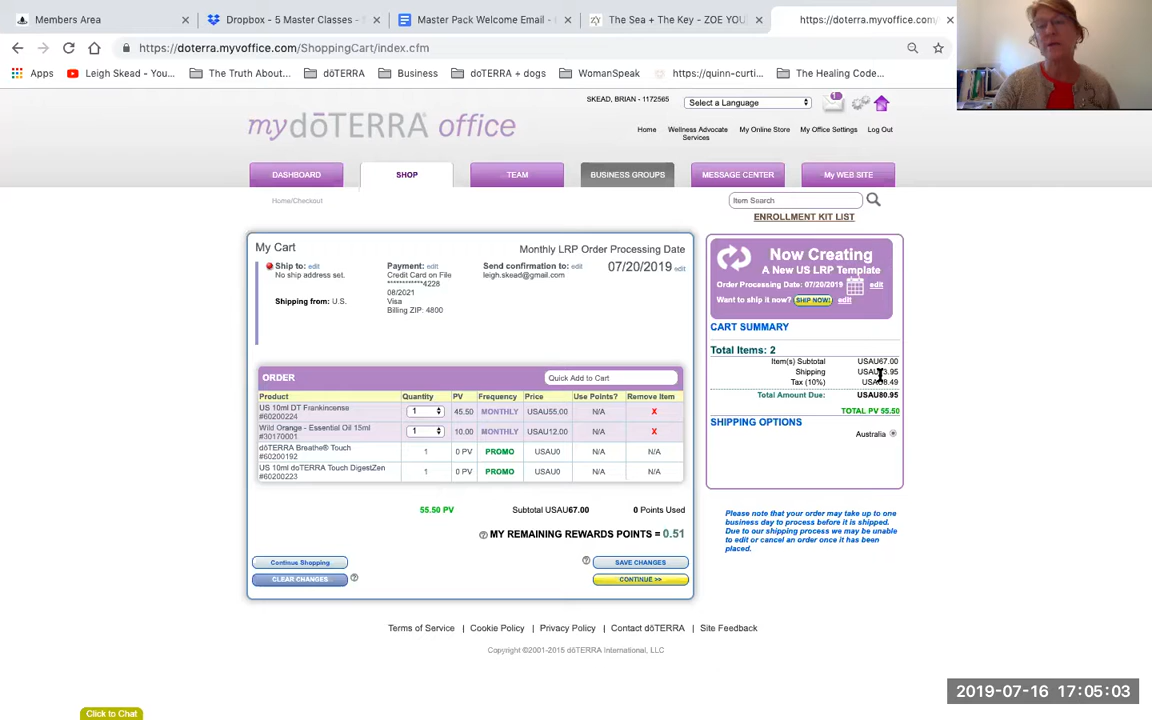 Members Area
Dropbox - 5 Master Classes -
Master Pack Welcome Email -
The Sea + The Key - ZOE YOU
https://doterra.myvoffice.com
https://doterra.myvoffice.com/ShoppingCart/index.cfm
Apps
Leigh Skead - You...
The Truth About...
dōTERRA
Business
doTERRA + dogs
WomanSpeak
https://quinn-curti...
The Healing Code...
SKEAD, BRIAN - 1172565
Select a Language
1
my dōTERRA office
Home
Wellness Advocate Services
My Online Store
My Office Settings
Log Out
DASHBOARD
SHOP
TEAM
BUSINESS GROUPS
MESSAGE CENTER
My WEB SITE
Home/Checkout
Item Search
ENROLLMENT KIT LIST
My Cart
Monthly LRP Order Processing Date
07/20/2019 edit
Ship to: edit
No ship address set.
Shipping from: U.S.
Payment: edit
Credit Card on File
************4228
08/2021
Visa
Billing ZIP: 4800
Send confirmation to: edit
leigh.skead@gmail.com
ORDER
Quick Add to Cart
Product Quantity PV Frequency Price Use Points? Remove Item
US 10ml DT Frankincense
#60200224
1 45.50 MONTHLY USAU55.00 N/A X
Wild Orange - Essential Oil 15ml
#30170001
1 10.00 MONTHLY USAU12.00 N/A X
dōTERRA Breathe® Touch
#60200192
1 0 PV PROMO USAU0 N/A N/A
US 10ml doTERRA Touch DigestZen
#60200223
1 0 PV PROMO USAU0 N/A N/A
55.50 PV Subtotal USAU67.00 0 Points Used
MY REMAINING REWARDS POINTS = 0.51
Continue Shopping
SAVE CHANGES
CLEAR CHANGES
CONTINUE >>
Now Creating
A New US LRP Template
Order Processing Date: 07/20/2019 edit
Want to ship it now? SHIP NOW! edit
CART SUMMARY
Total Items: 2
Item(s) Subtotal USAU67.00
Shipping
Tax (10%)
Total Amount Due: USAU80.95
TOTAL PV 55.50
SHIPPING OPTIONS
Australia
Please note that your order may take up to one
business day to process before it is shipped.
Due to our shipping process we may be unable
to edit or cancel an order once it has been
placed.
Terms of Service | Cookie Policy | Privacy Policy | Contact dōTERRA | Site Feedback
Copyright ©2001-2015 dōTERRA International, LLC
Click to Chat
2019-07-16 17:05:03